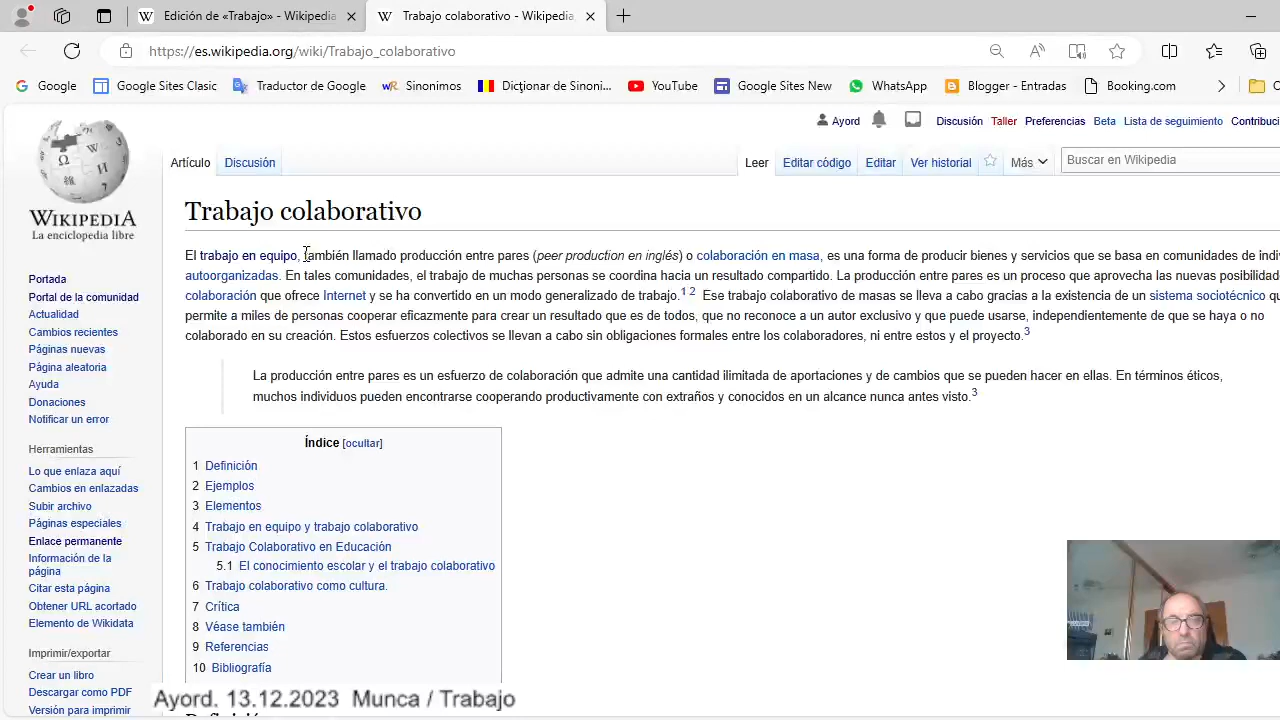 Edición de «Trabajo» - Wikipedia
Trabajo colaborativo - Wikipedia
https://es.wikipedia.org/wiki/Trabajo_colaborativo
Google
Google Sites Clasic
Traductor de Google
Sinonimos
Dicționar de Sinoni...
YouTube
Google Sites New
WhatsApp
Blogger - Entradas
Booking.com
Ayord
Discusión
Taller
Preferencias
Beta
Lista de seguimiento
Contribuci
WIKIPEDIA
La enciclopedia libre
Artículo
Discusión
Leer
Editar código
Editar
Ver historial
Más
Buscar en Wikipedia
Portada
Portal de la comunidad
Actualidad
Cambios recientes
Páginas nuevas
Página aleatoria
Ayuda
Donaciones
Notificar un error
Herramientas
Lo que enlaza aquí
Cambios en enlazadas
Subir archivo
Páginas especiales
Enlace permanente
Información de la
página
Citar esta página
Obtener URL acortado
Elemento de Wikidata
Imprimir/exportar
Crear un libro
Descargar como PDF
Versión para imprimir
Trabajo colaborativo
El trabajo en equipo, también llamado producción entre pares (peer production en inglés) o colaboración en masa, es una forma de producir bienes y servicios que se basa en comunidades de indiv
autoorganizadas. En tales comunidades, el trabajo de muchas personas se coordina hacia un resultado compartido. La producción entre pares es un proceso que aprovecha las nuevas posibilidad
colaboración que ofrece Internet y se ha convertido en un modo generalizado de trabajo.1 2 Ese trabajo colaborativo de masas se lleva a cabo gracias a la existencia de un sistema sociotécnico qu
permite a miles de personas cooperar eficazmente para crear un resultado que es de todos, que no reconoce a un autor exclusivo y que puede usarse, independientemente de que se haya o no
colaborado en su creación. Estos esfuerzos colectivos se llevan a cabo sin obligaciones formales entre los colaboradores, ni entre estos y el proyecto.3
La producción entre pares es un esfuerzo de colaboración que admite una cantidad ilimitada de aportaciones y de cambios que se pueden hacer en ellas. En términos éticos,
muchos individuos pueden encontrarse cooperando productivamente con extraños y conocidos en un alcance nunca antes visto.3
Índice [ocultar]
1 Definición
2 Ejemplos
3 Elementos
4 Trabajo en equipo y trabajo colaborativo
5 Trabajo Colaborativo en Educación
5.1 El conocimiento escolar y el trabajo colaborativo
6 Trabajo colaborativo como cultura.
7 Crítica
8 Véase también
9 Referencias
10 Bibliografía
Ayord. 13.12.2023 Munca / Trabajo